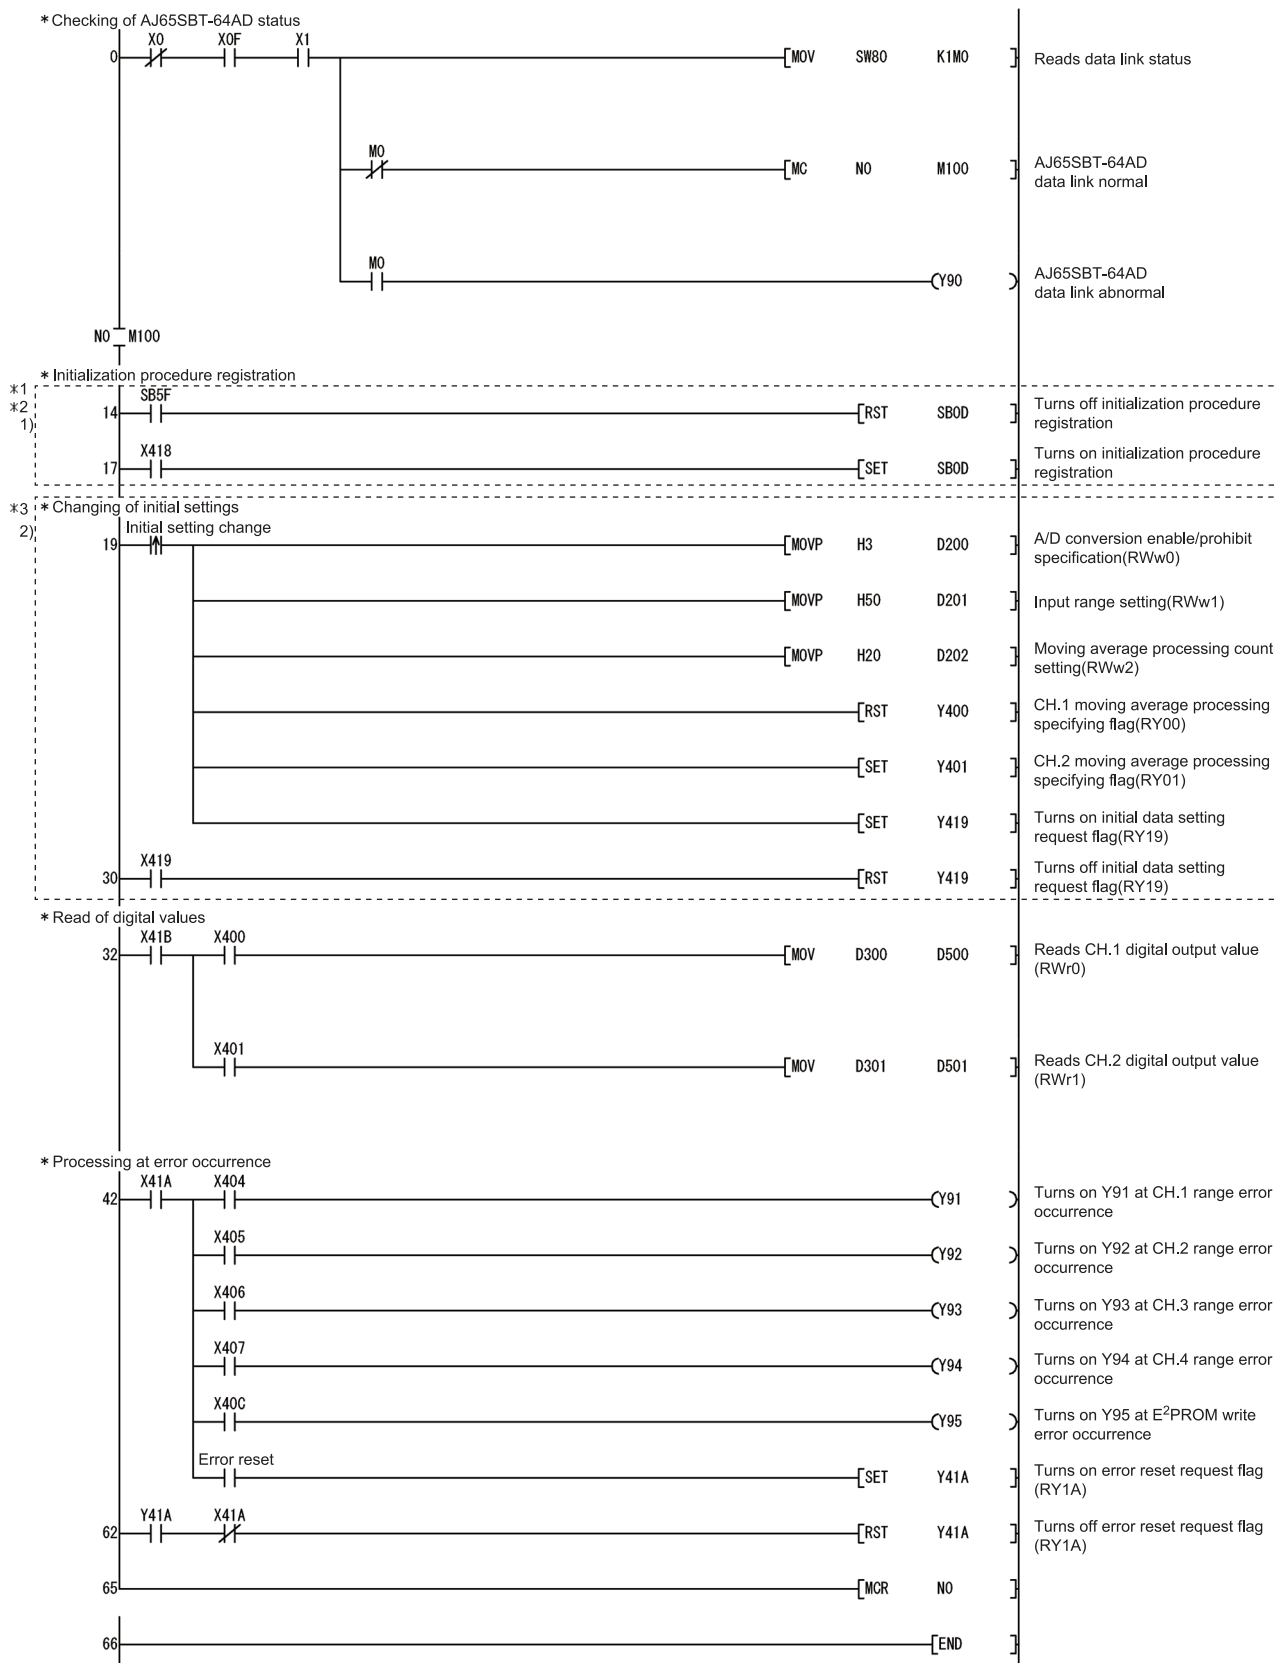 * Checking of AJ65SBT-64AD status
X0 X0F X1
0 MOV SW80 K1M0 Reads data link status
M0
MC N0 M100 AJ65SBT-64AD
data link normal
M0
Y90 AJ65SBT-64AD
data link abnormal
N0 M100
* Initialization procedure registration
*1
*2
1)
SB5F
14 RST SB0D Turns off initialization procedure
registration
X418
17 SET SB0D Turns on initialization procedure
registration
*3 * Changing of initial settings
2)
Initial setting change
19 MOVP H3 D200 A/D conversion enable/prohibit
specification(RWw0)
MOVP H50 D201 Input range setting(RWw1)
MOVP H20 D202 Moving average processing count
setting(RWw2)
RST Y400 CH.1 moving average processing
specifying flag(RY00)
SET Y401 CH.2 moving average processing
specifying flag(RY01)
SET Y419 Turns on initial data setting
request flag(RY19)
X419
30 RST Y419 Turns off initial data setting
request flag(RY19)
* Read of digital values
X41B X400
32 MOV D300 D500 Reads CH.1 digital output value
(RWr0)
X401
MOV D301 D501 Reads CH.2 digital output value
(RWr1)
* Processing at error occurrence
X41A X404
42 Y91 Turns on Y91 at CH.1 range error
occurrence
X405
Y92 Turns on Y92 at CH.2 range error
occurrence
X406
Y93 Turns on Y93 at CH.3 range error
occurrence
X407
Y94 Turns on Y94 at CH.4 range error
occurrence
X40C
Y95 Turns on Y95 at E²PROM write
error occurrence
Error reset
SET Y41A Turns on error reset request flag
(RY1A)
Y41A X41A
62 RST Y41A Turns off error reset request flag
(RY1A)
65 MCR N0
66 END